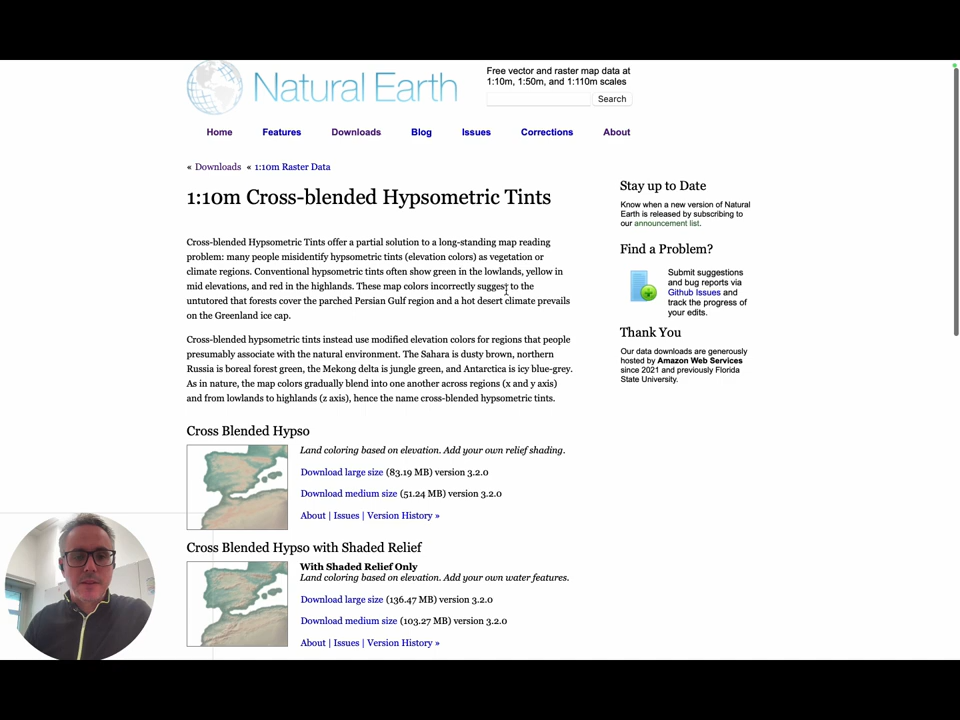 Natural Earth
Free vector and raster map data at
1:10m, 1:50m, and 1:110m scales
Search
Home Features Downloads Blog Issues Corrections About
« Downloads « 1:10m Raster Data
1:10m Cross-blended Hypsometric Tints
Cross-blended Hypsometric Tints offer a partial solution to a long-standing map reading
problem: many people misidentify hypsometric tints (elevation colors) as vegetation or
climate regions. Conventional hypsometric tints often show green in the lowlands, yellow in
mid elevations, and red in the highlands. These map colors incorrectly suggest to the
untutored that forests cover the parched Persian Gulf region and a hot desert climate prevails
on the Greenland ice cap.
Cross-blended hypsometric tints instead use modified elevation colors for regions that people
presumably associate with the natural environment. The Sahara is dusty brown, northern
Russia is boreal forest green, the Mekong delta is jungle green, and Antarctica is icy blue-grey.
As in nature, the map colors gradually blend into one another across regions (x and y axis)
and from lowlands to highlands (z axis), hence the name cross-blended hypsometric tints.
Cross Blended Hypso
Land coloring based on elevation. Add your own relief shading.
Download large size (83.19 MB) version 3.2.0
Download medium size (51.24 MB) version 3.2.0
About | Issues | Version History »
Cross Blended Hypso with Shaded Relief
With Shaded Relief Only
Land coloring based on elevation. Add your own water features.
Download large size (136.47 MB) version 3.2.0
Download medium size (103.27 MB) version 3.2.0
About | Issues | Version History »
Stay up to Date
Know when a new version of Natural
Earth is released by subscribing to
our announcement list.
Find a Problem?
Submit suggestions
and bug reports via
Github Issues and
track the progress of
your edits.
Thank You
Our data downloads are generously
hosted by Amazon Web Services
since 2021 and previously Florida
State University.